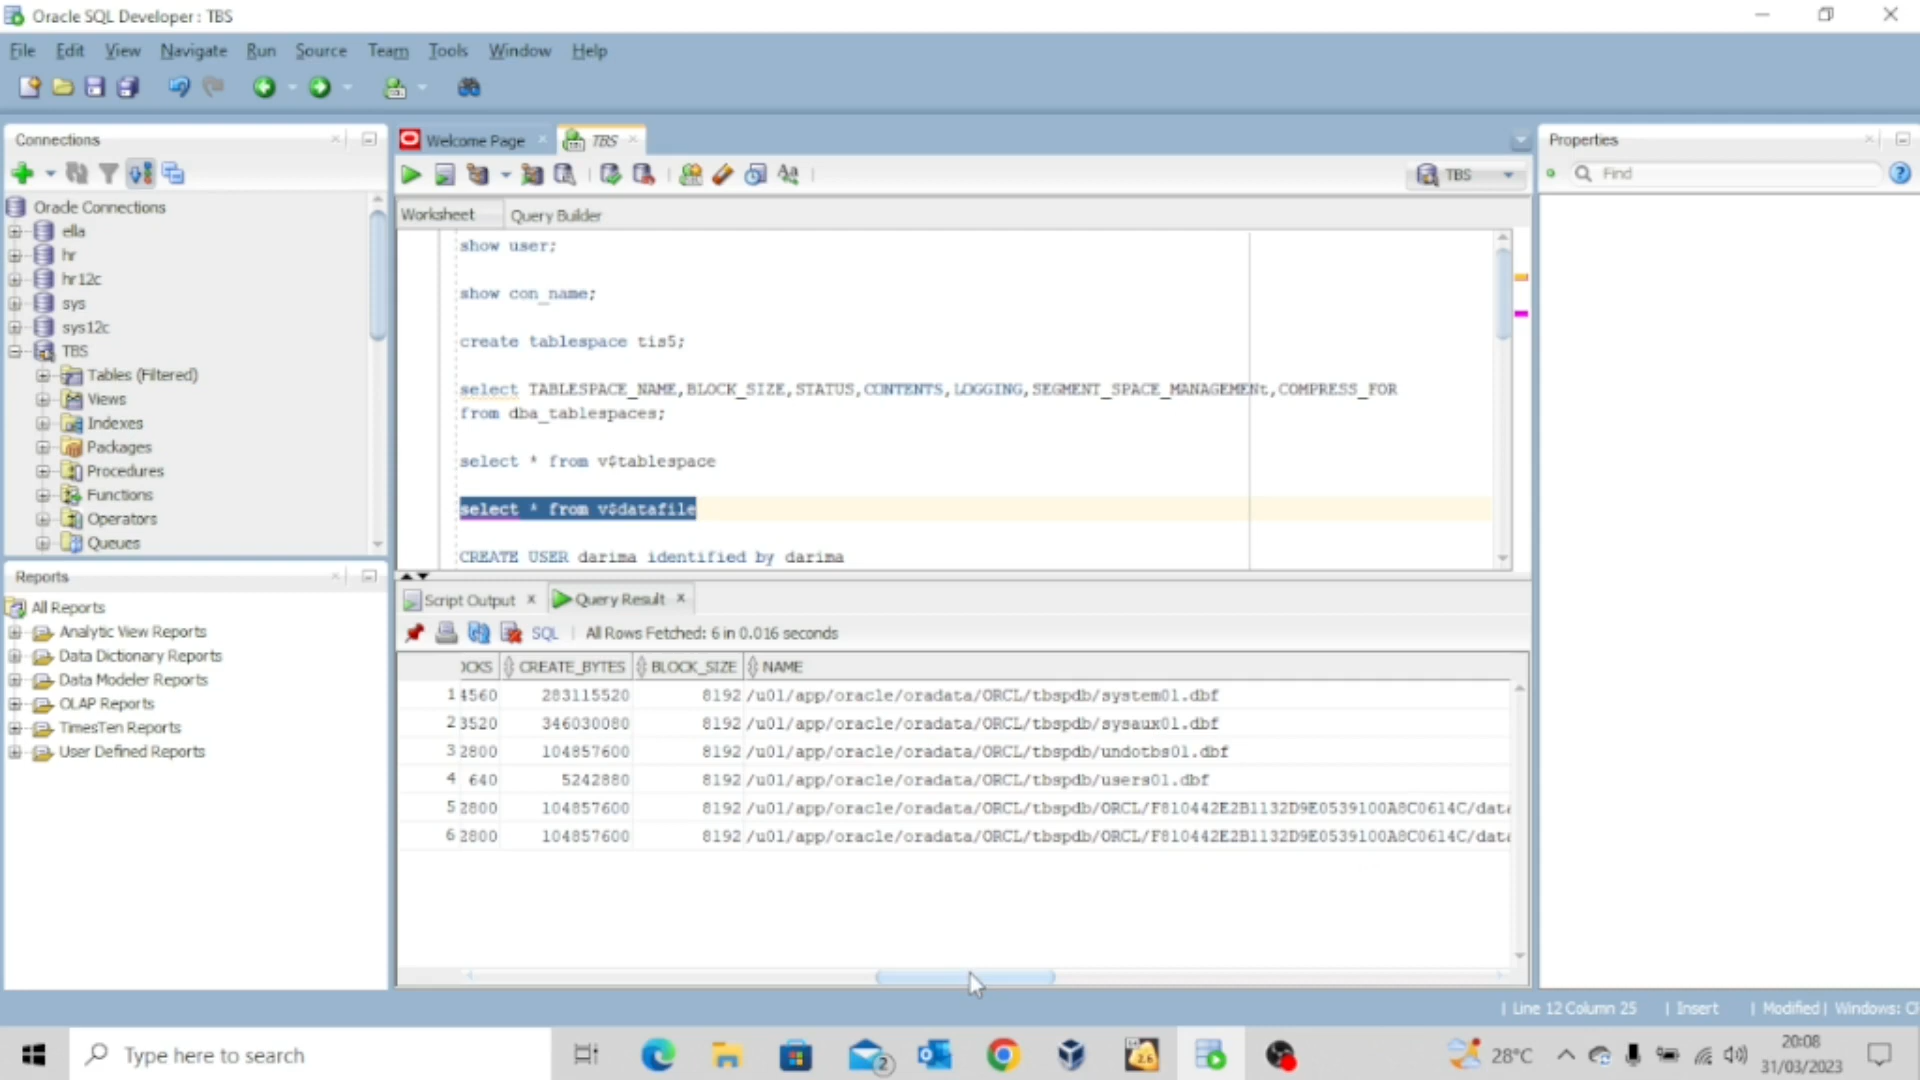 Oracle SQL Developer : TBS
File Edit View Navigate Run Source Team Tools Window Help
Connections
Oracle Connections
ella
hr
hr12c
sys
sys12c
TBS
Tables (Filtered)
Views
Indexes
Packages
Procedures
Functions
Operators
Queues
Reports
All Reports
Analytic View Reports
Data Dictionary Reports
Data Modeler Reports
OLAP Reports
TimesTen Reports
User Defined Reports
Welcome Page TBS
TBS
Worksheet Query Builder
show user;
show con_name;
create tablespace tis5;
select TABLESPACE_NAME,BLOCK_SIZE,STATUS,CONTENTS,LOGGING,SEGMENT_SPACE_MANAGEMENt,COMPRESS_FOR
from dba_tablespaces;
select * from v$tablespace
select * from v$datafile
CREATE USER darima identified by darima
Script Output Query Result
SQL All Rows Fetched: 6 in 0.016 seconds
OCKS CREATE_BYTES BLOCK_SIZE NAME
1 4560 283115520 8192 /u01/app/oracle/oradata/ORCL/tbspdb/system01.dbf
2 3520 346030080 8192 /u01/app/oracle/oradata/ORCL/tbspdb/sysaux01.dbf
3 2800 104857600 8192 /u01/app/oracle/oradata/ORCL/tbspdb/undotbs01.dbf
4 640 5242880 8192 /u01/app/oracle/oradata/ORCL/tbspdb/users01.dbf
5 2800 104857600 8192 /u01/app/oracle/oradata/ORCL/tbspdb/ORCL/F810442E2B1132D9E0539100A8C0614C/data
6 2800 104857600 8192 /u01/app/oracle/oradata/ORCL/tbspdb/ORCL/F810442E2B1132D9E0539100A8C0614C/data
Properties
Find
Line 12 Column 25 Insert Modified Windows: C
Type here to search
2
2.6
28°C
20:08
31/03/2023